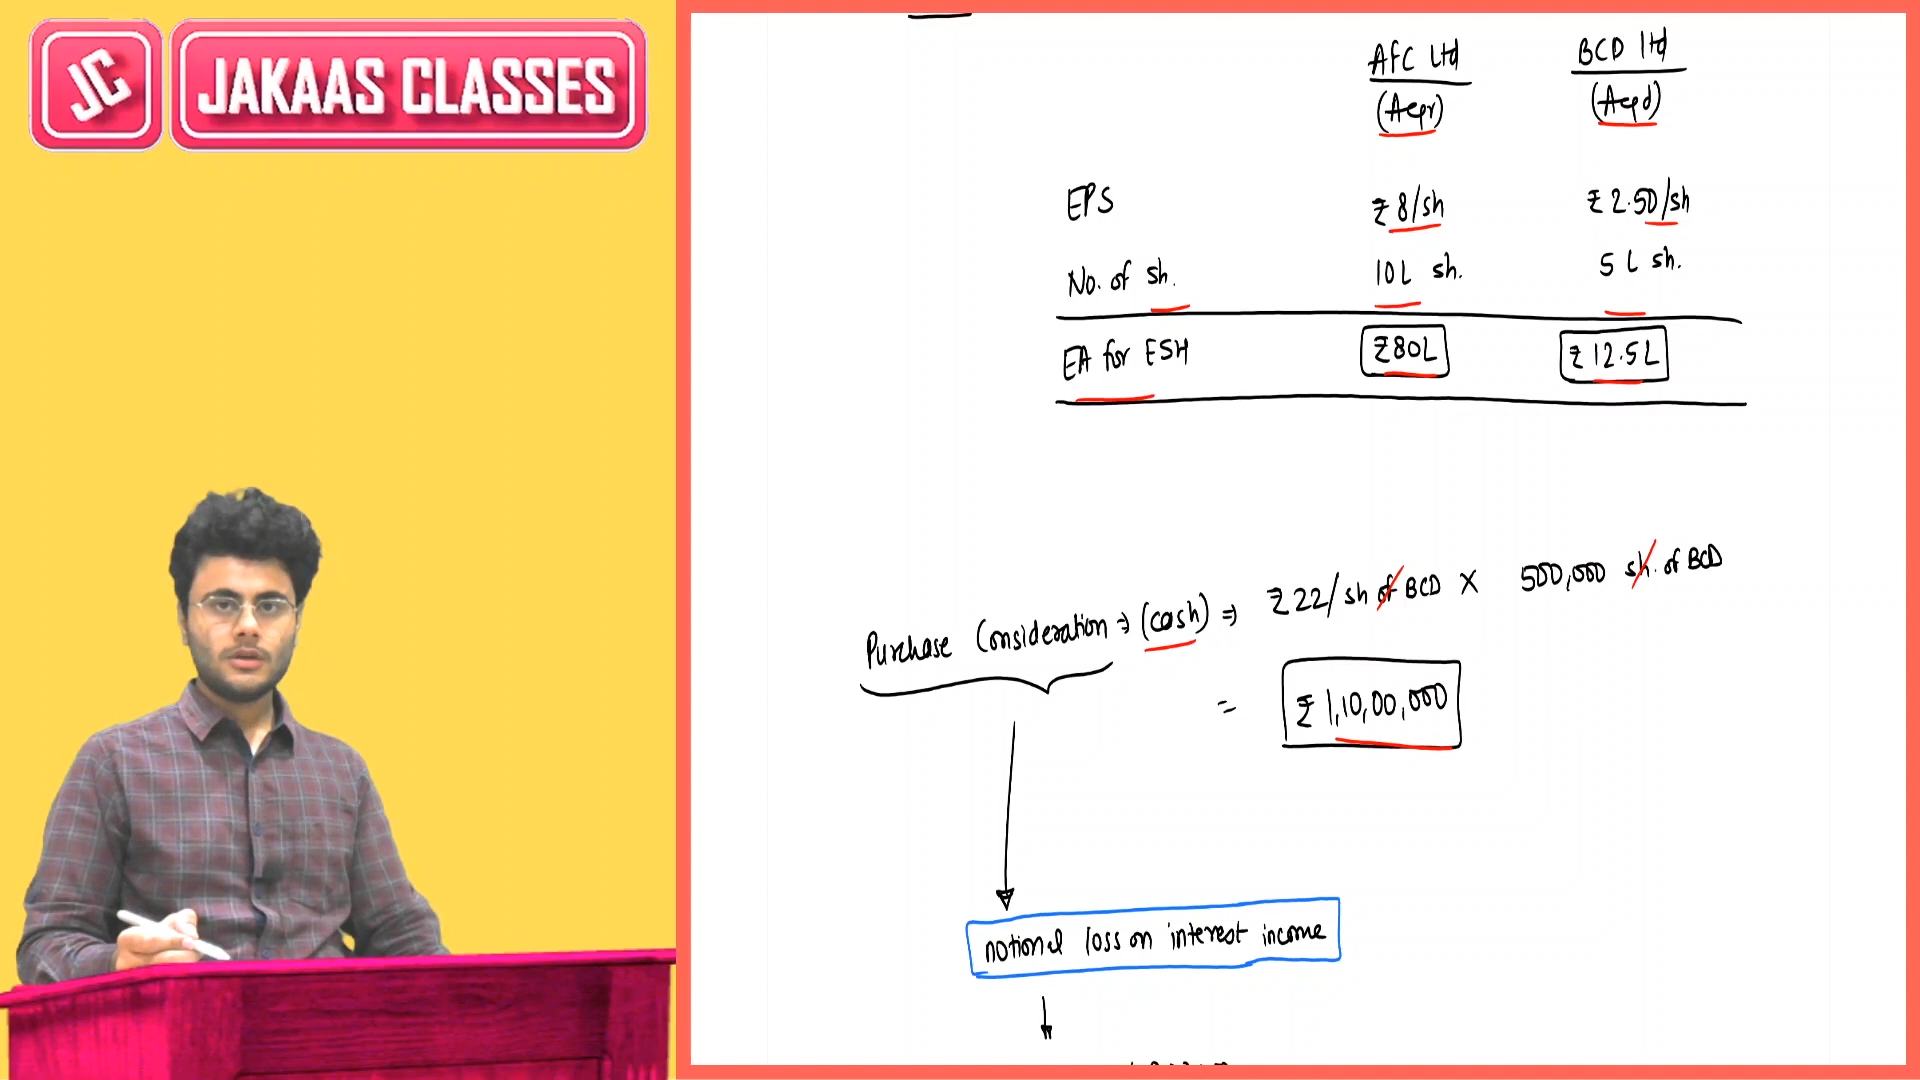 JC JAKAAS CLASSES
AFC Ltd BCD ltd
(Acqr) (Aqd)
EPS ₹8/sh ₹2.50/sh
No. of sh. 10L sh. 5L sh.
EA for ESH ₹80L ₹12.5L
Purchase Consideration ⇒ (cash) ⇒ ₹22/sh of BCD X 500,000 sh. of BCD
= ₹1,10,00,000
notional loss on interest income